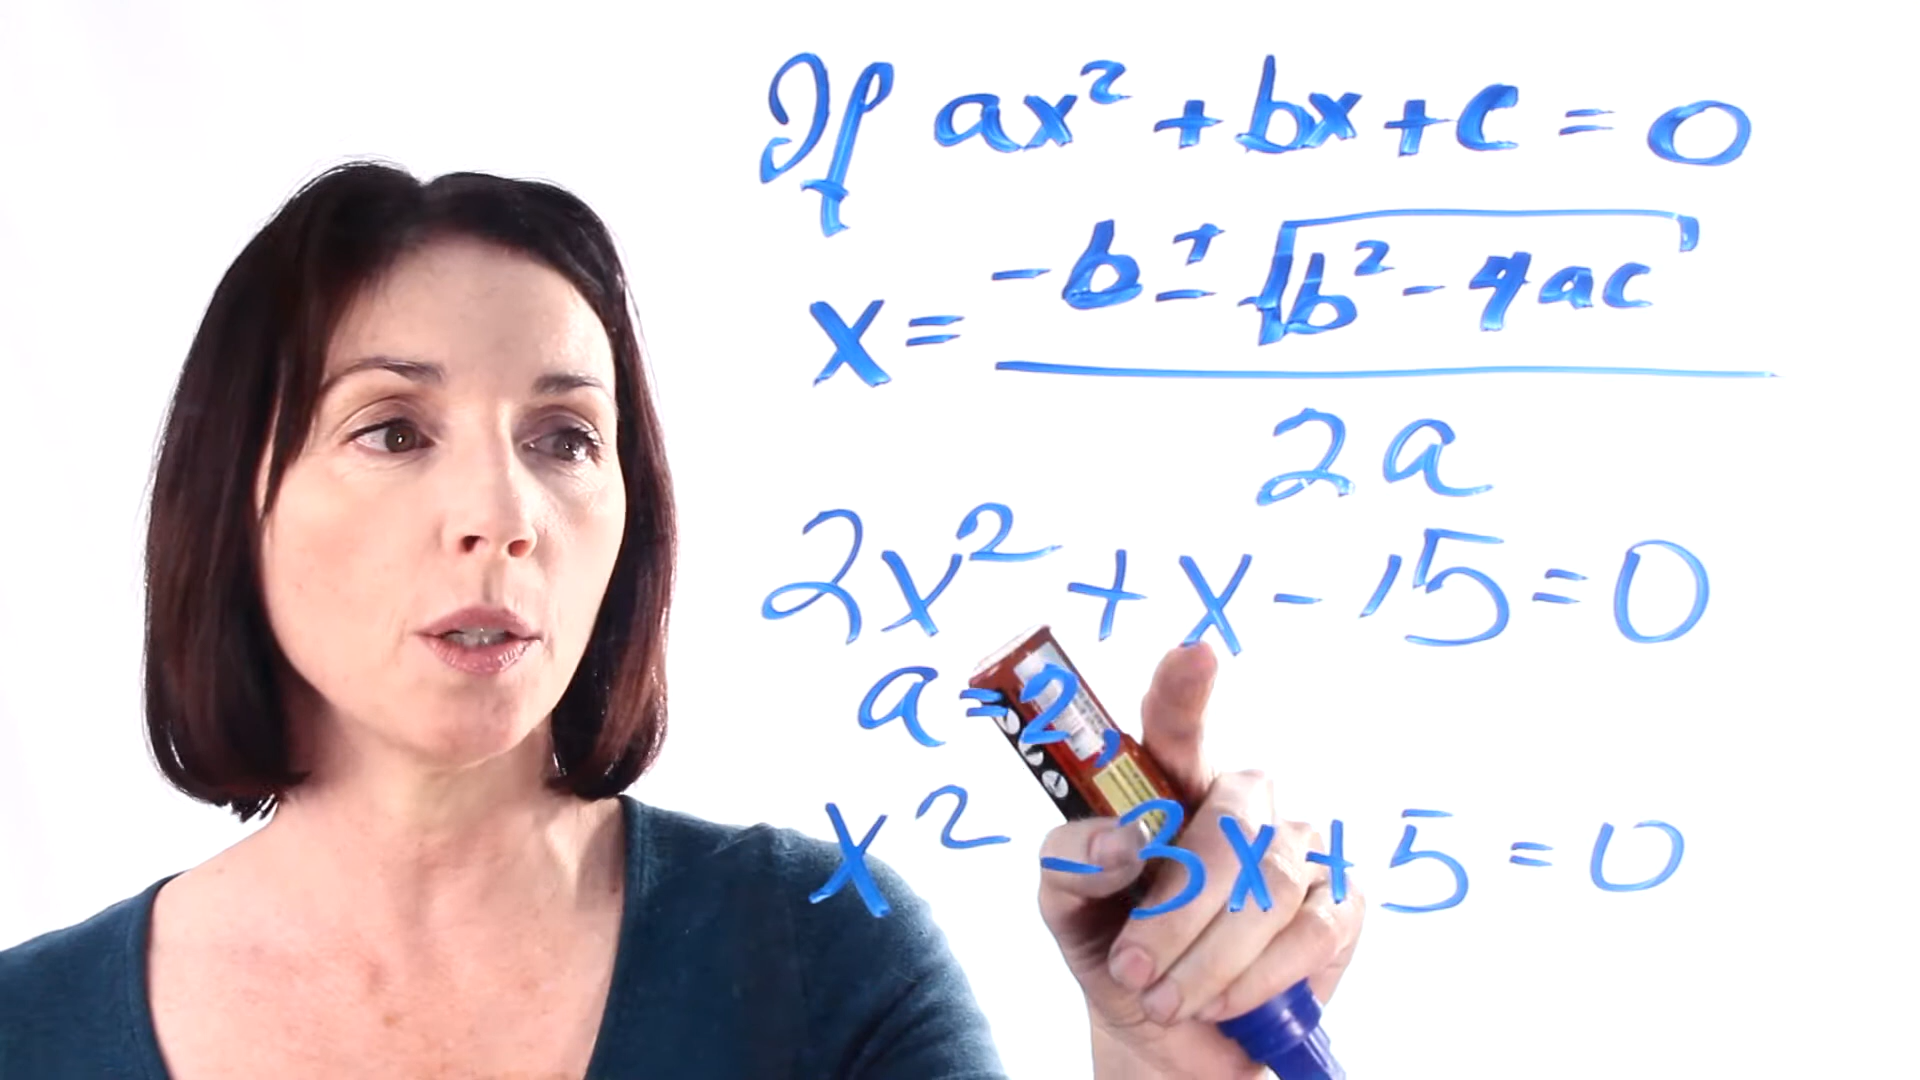 If ax² + bx + c = 0
x = -b ± √b² - 4ac
2a
2x² + x - 15 = 0
a = 2,
x² - 3x + 5 = 0